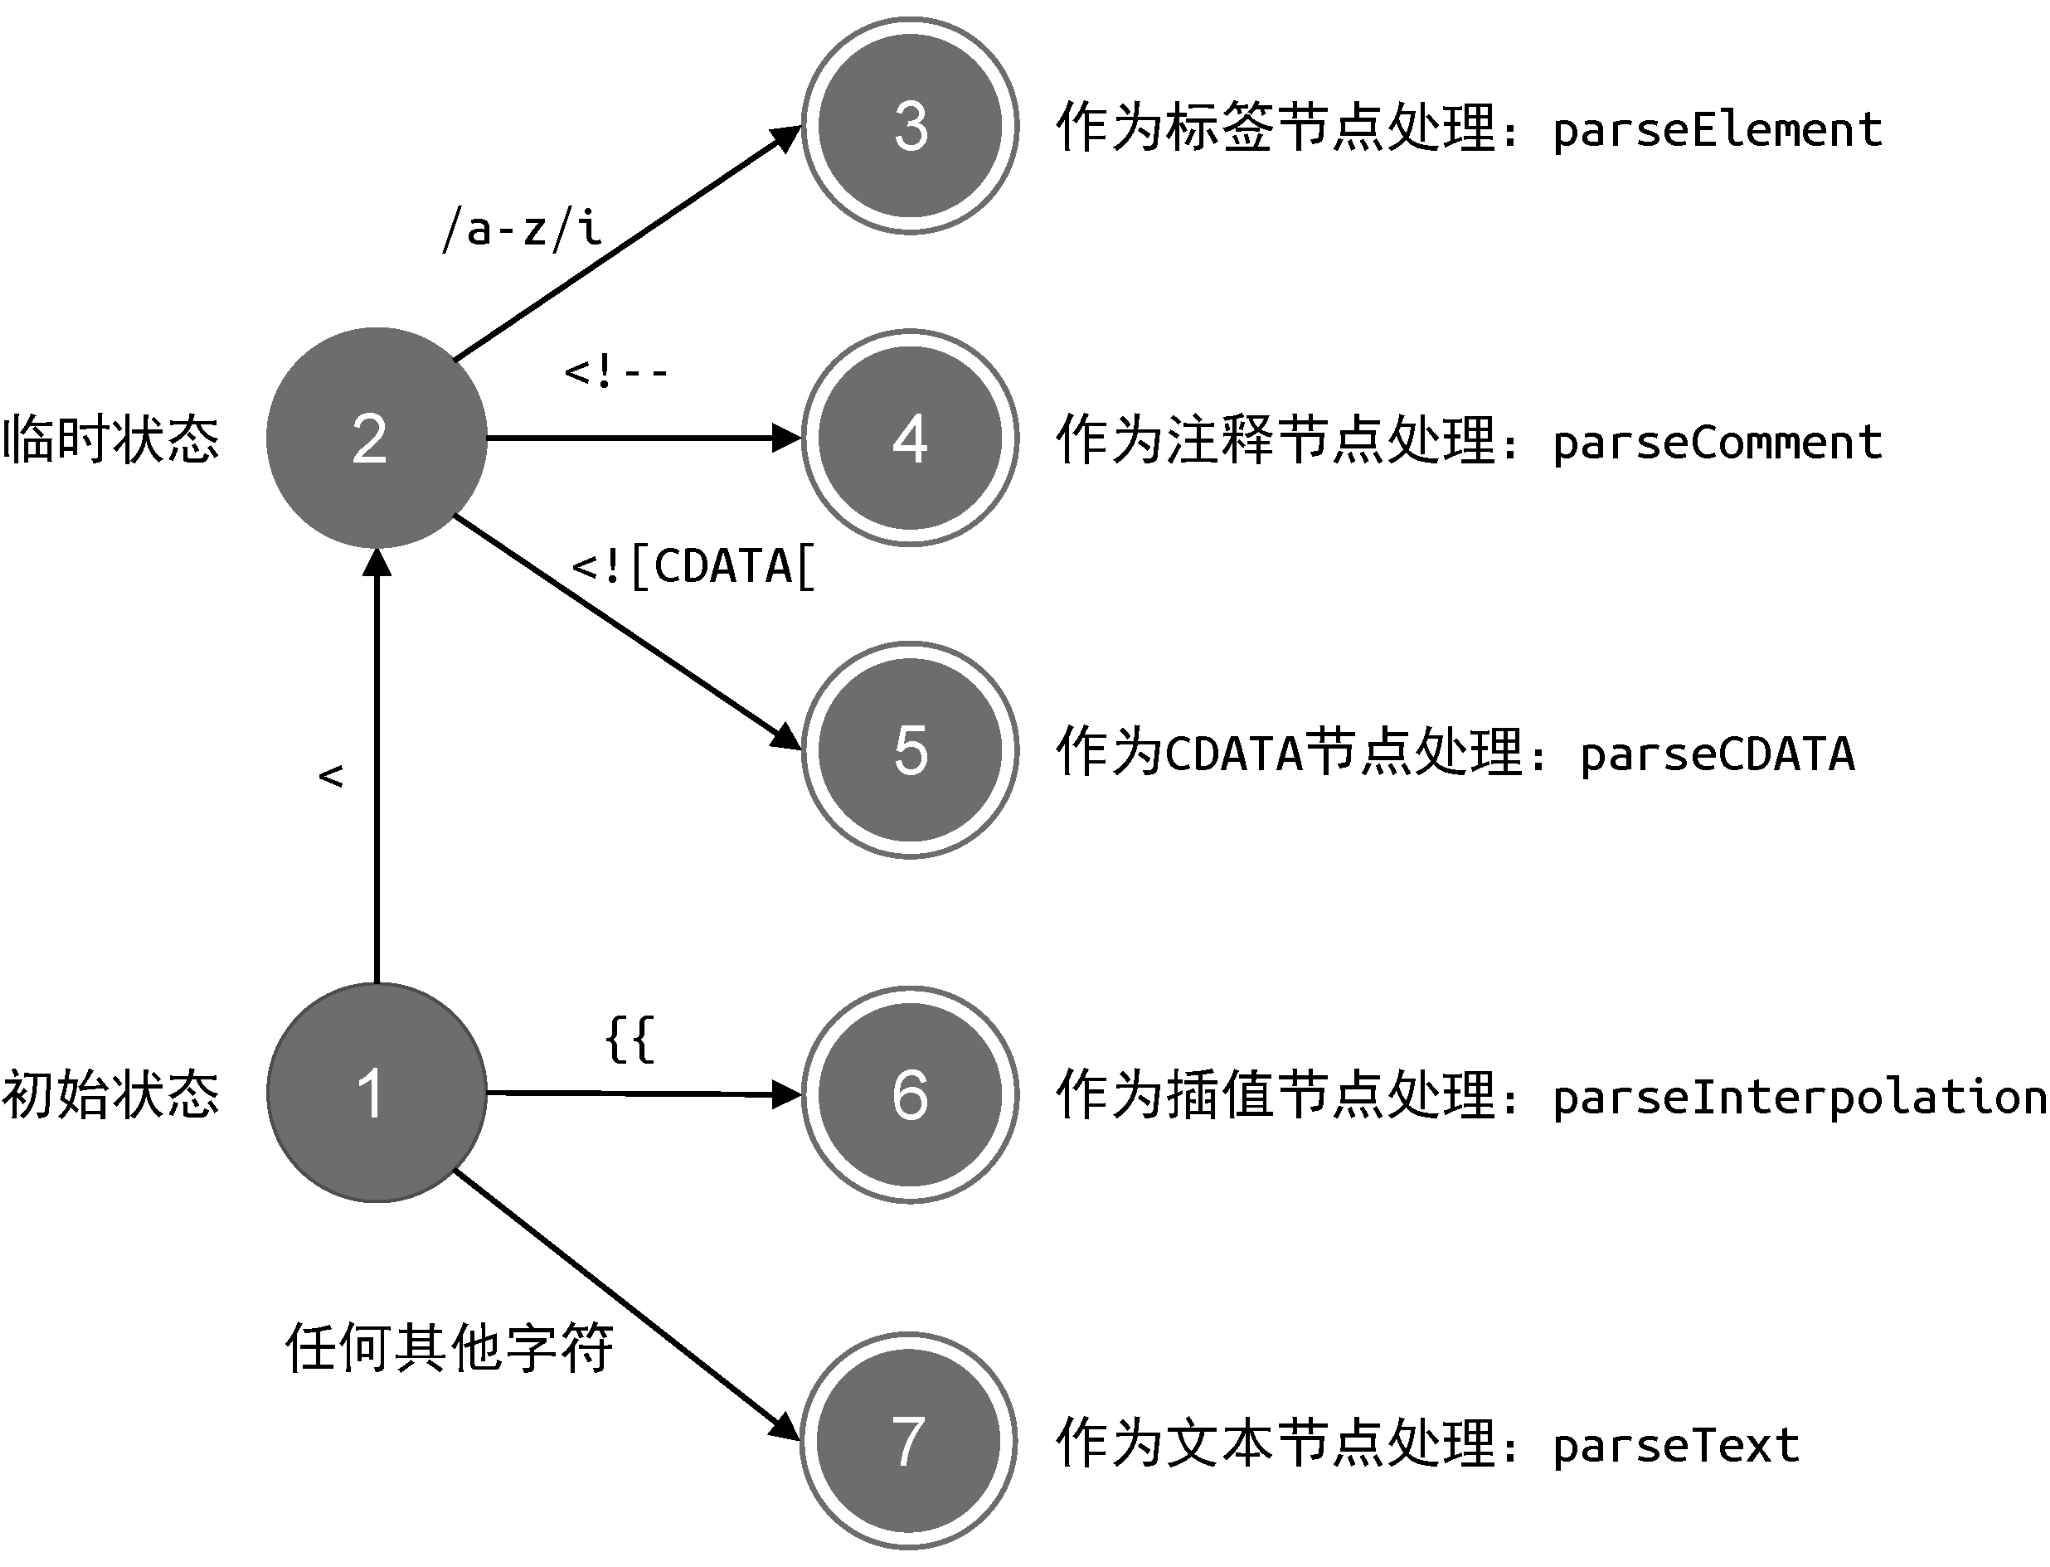 3
作为标签节点处理：parseElement
/a-z/i
<!--
临时状态
2
4
作为注释节点处理：parseComment
<![CDATA[
5
作为CDATA节点处理：parseCDATA
<
{{
初始状态
1
6
作为插值节点处理：parseInterpolation
任何其他字符
7
作为文本节点处理：parseText